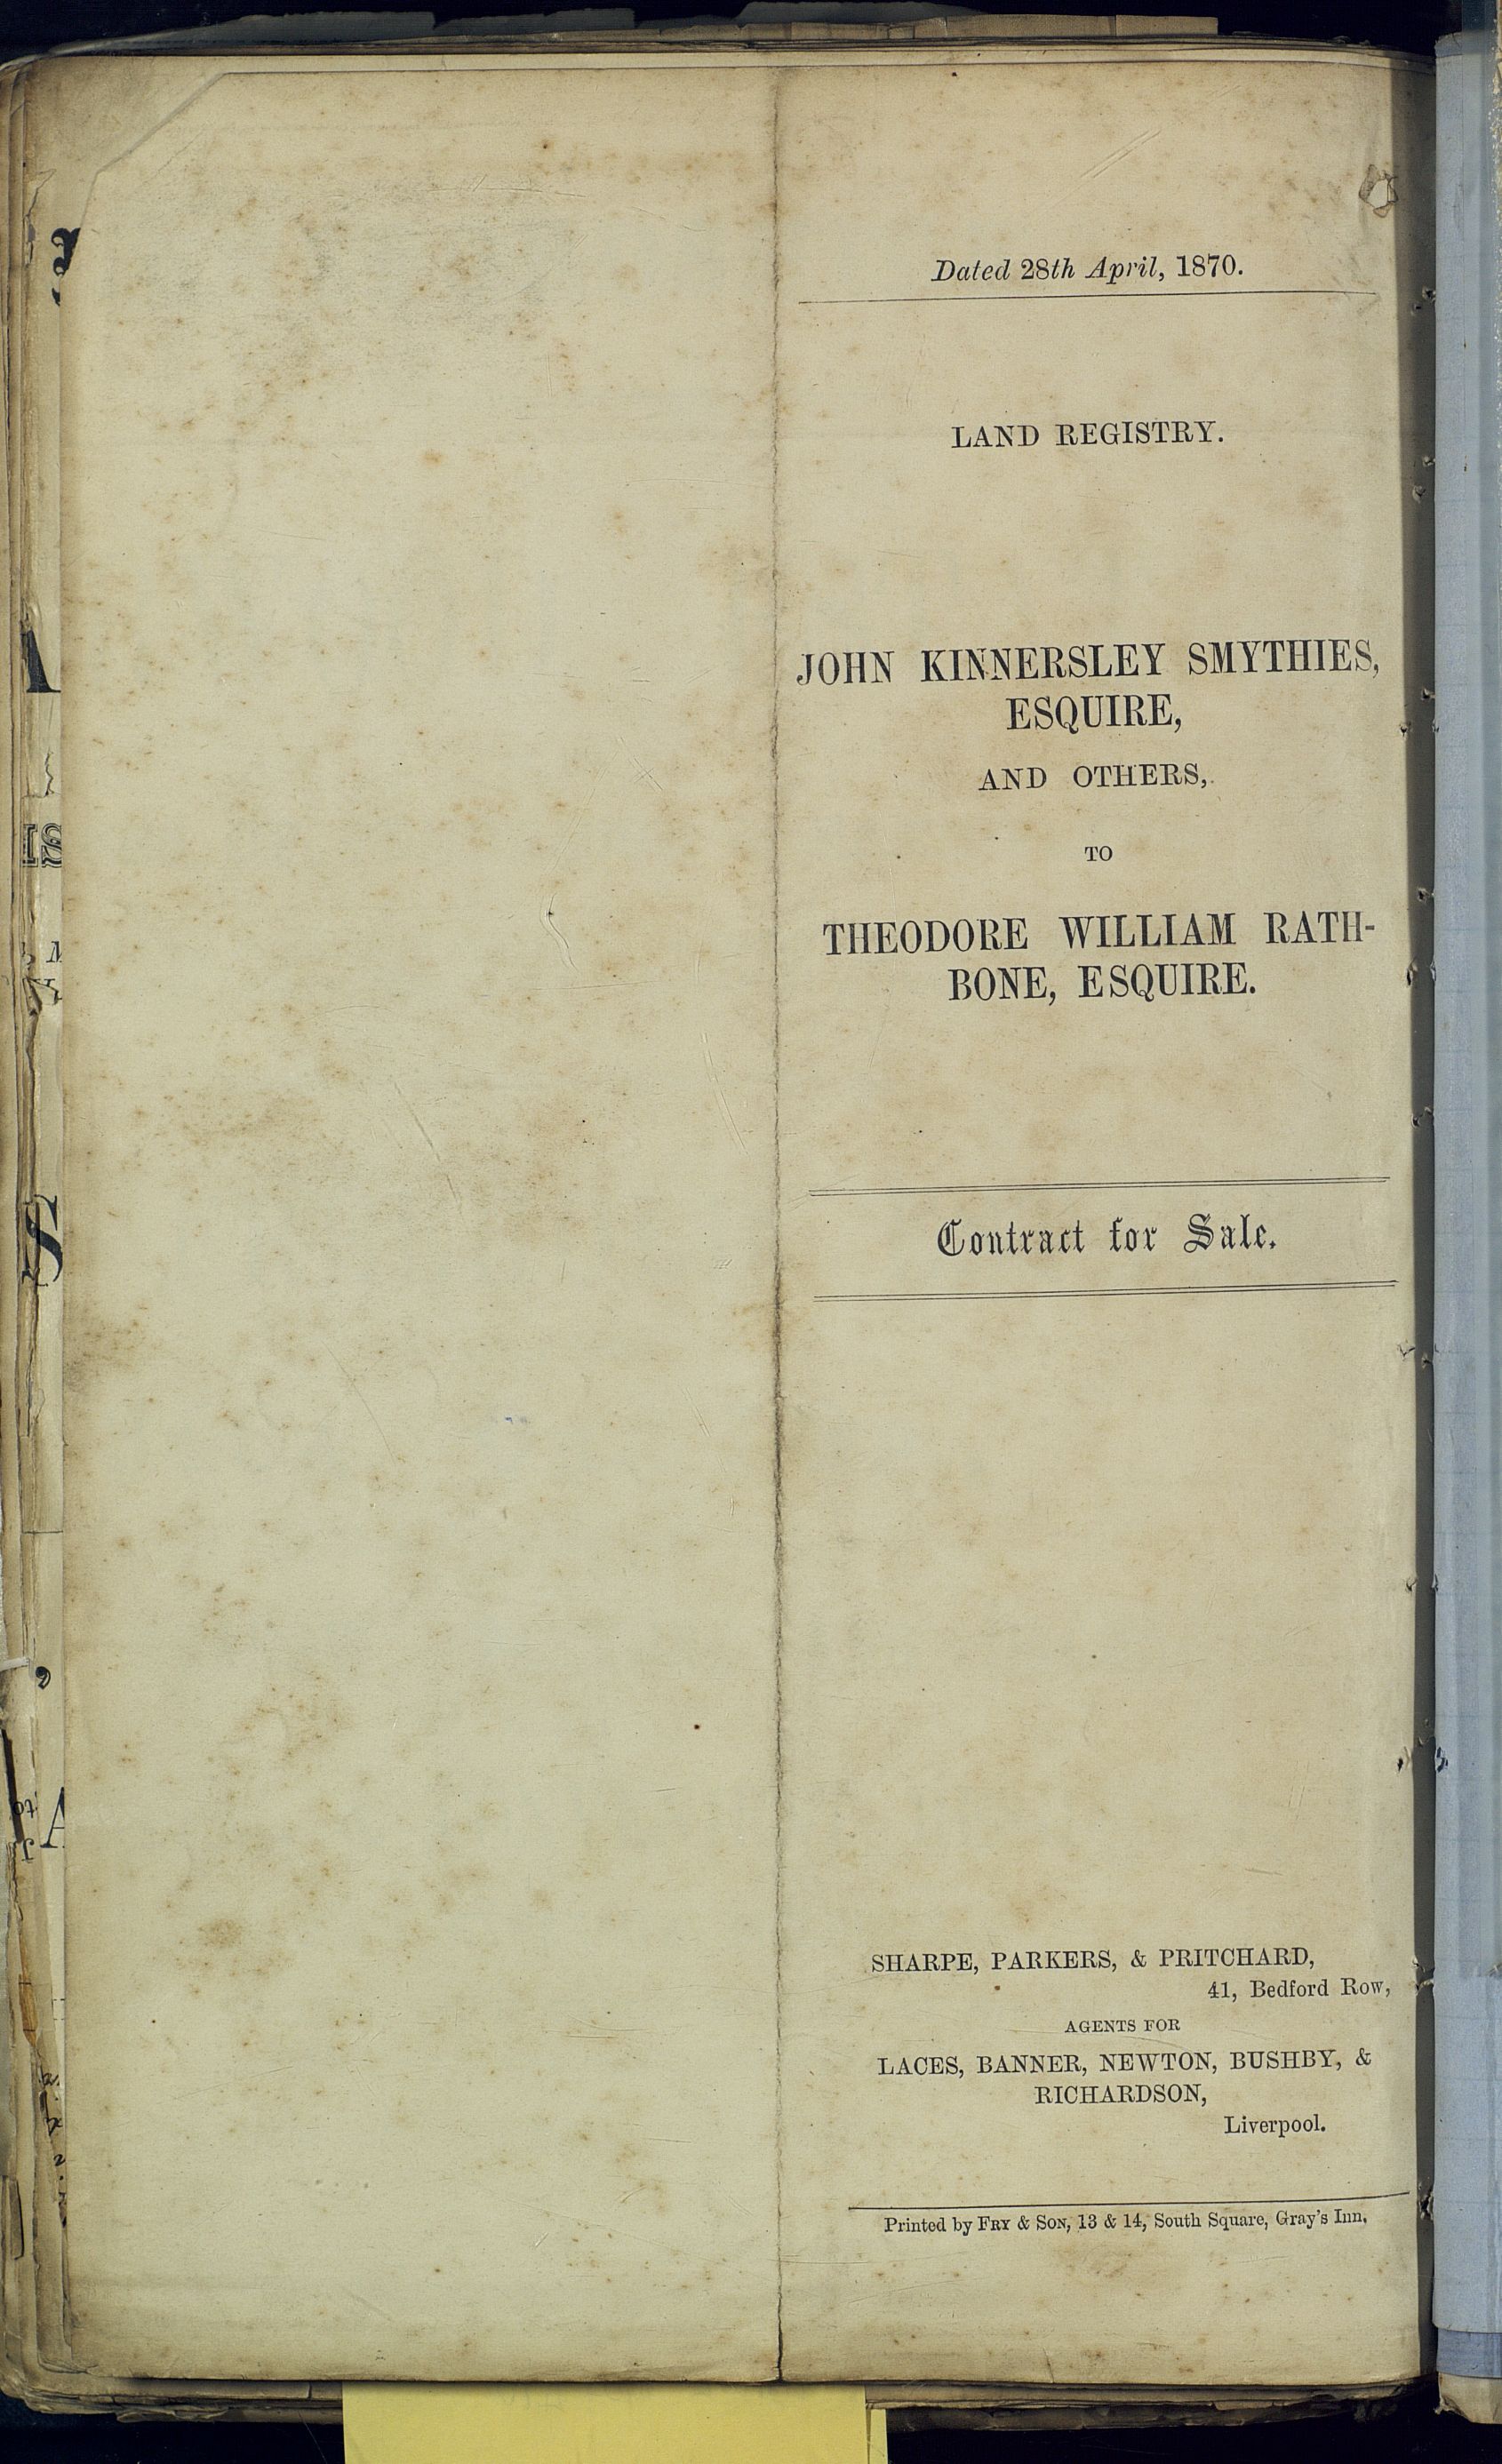 Dated 28th April, 1870.
LAND REGISTRY.
JOHN KINNERSLEY SMYTHIES,
ESQUIRE,
AND OTHERS,
TO
THEODORE WILLIAM RATH-
BONE, ESQUIRE.
Contract for Sale.
SHARPE, PARKERS, & PRITCHARD,
41, Bedford Row,
AGENTS FOR
LACES, BANNER, NEWTON, BUSHBY, &
RICHARDSON,
Liverpool.
Printed by FRY & SON, 13 & 14, South Square, Gray's Inn.